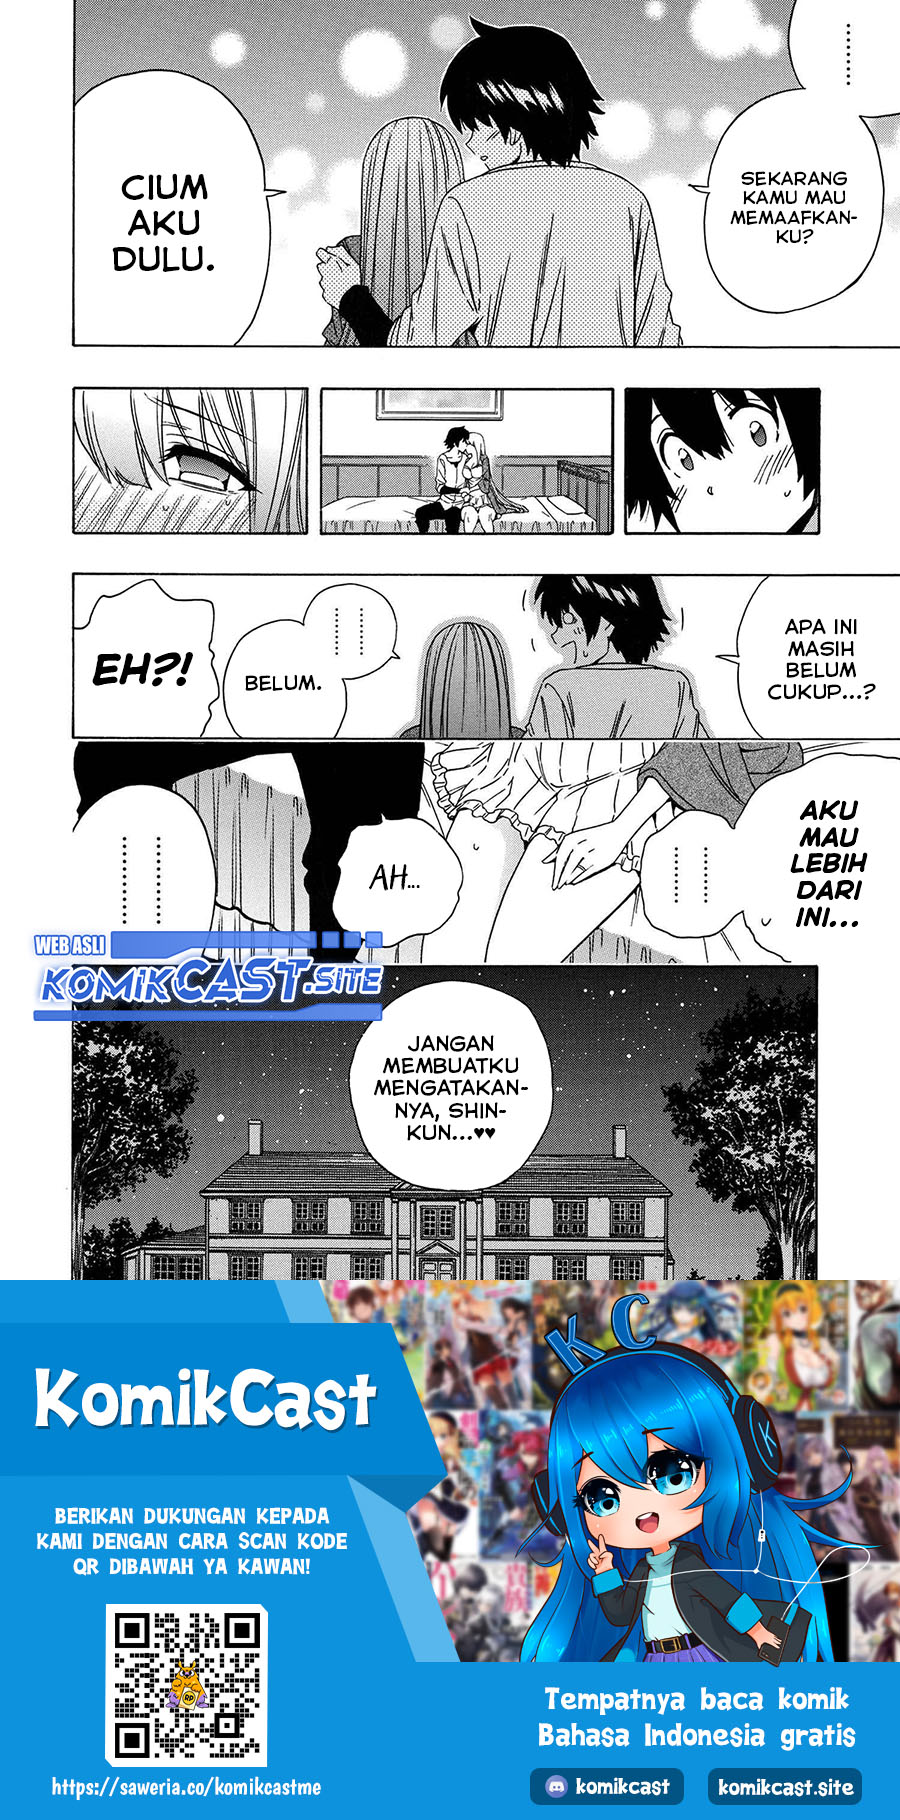 SEKARANG
KAMU MAU
MEMAAFKAN-
KU?
CIUM
AKU
DULU.
APA INI
MASIH
BELUM
CUKUP...?
BELUM.
EH?!
AKU
MAU
LEBIH
DARI
INI...
AH...
WEB ASLI
KOMIKCAST.SITE
JANGAN
MEMBUATKU
MENGATAKAN-
NYA, SHIN-
KUN...♥♥
KC
K
KomikCast
BERIKAN DUKUNGAN KEPADA
KAMI DENGAN CARA SCAN KODE
QR DIBAWAH YA KAWAN!
RP
https://saweria.co/komikcastme
Tempatnya baca komik
Bahasa Indonesia gratis
komikcast
komikcast.site